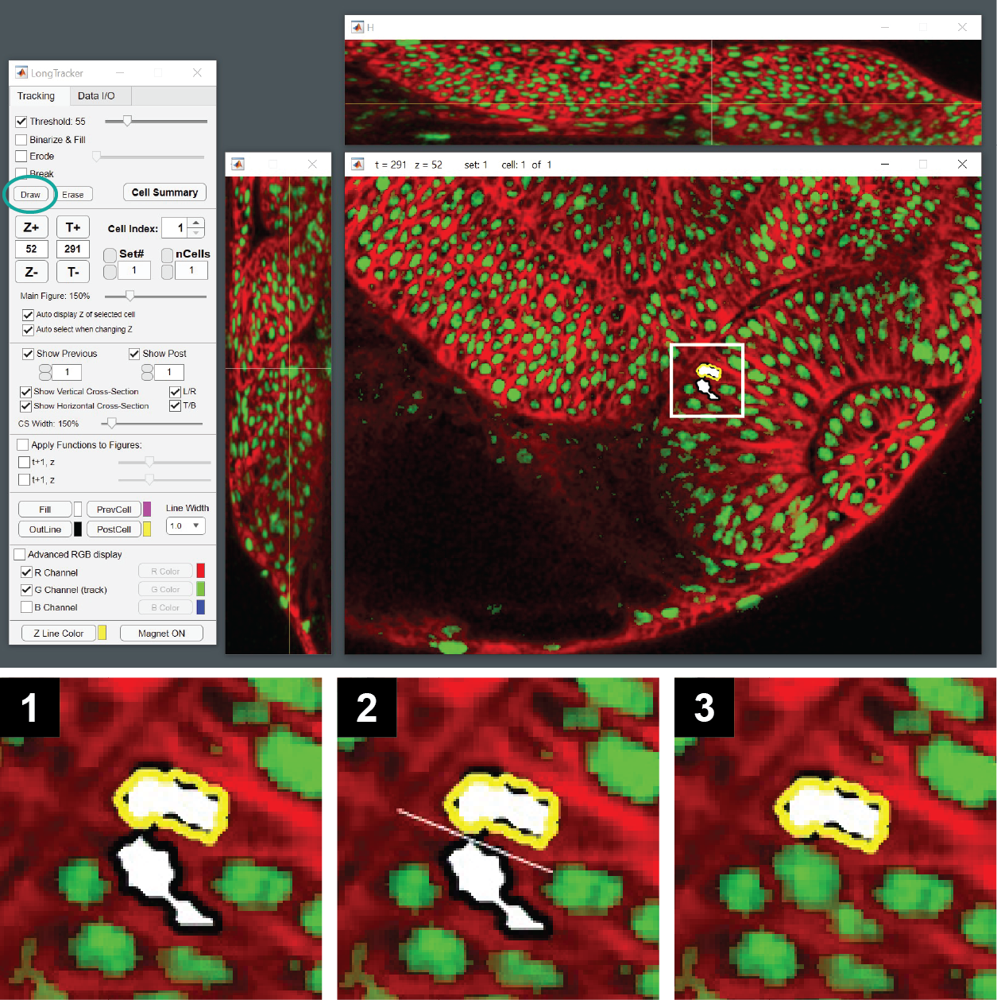 H
LongTracker
Tracking Data I/O
Threshold: 55
Binarize & Fill
Erode
Break
Draw Erase Cell Summary
Z+ T+ Cell Index: 1
52 291 Set# nCells
Z- T- 1 1
Main Figure: 150%
Auto display Z of selected cell
Auto select when changing Z
Show Previous Show Post
1 1
Show Vertical Cross-Section L/R
Show Horizontal Cross-Section T/B
CS Width: 150%
Apply Functions to Figures:
t+1, z
t+1, z
Fill PrevCell Line Width
OutLine PostCell 1.0
Advanced RGB display
R Channel R Color
G Channel (track) G Color
B Channel B Color
Z Line Color Magnet ON
t = 291 z = 52 set: 1 cell: 1 of 1
1
2
3